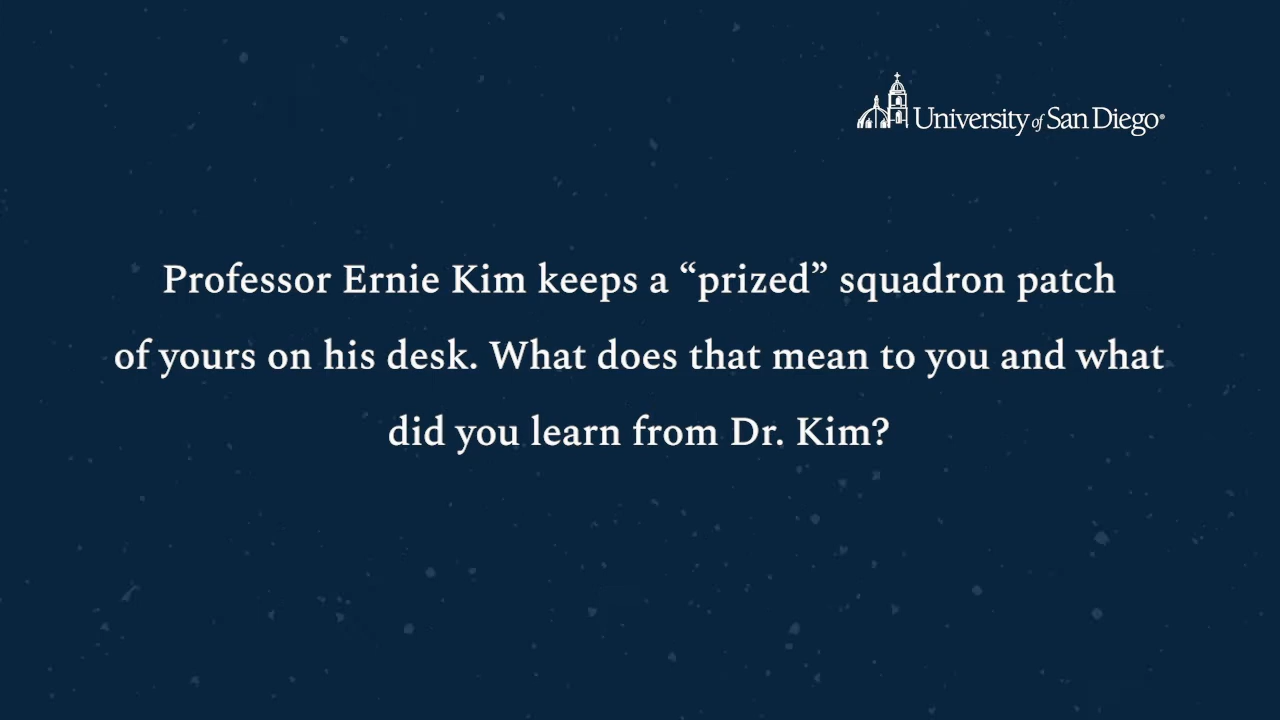 University of San Diego®
Professor Ernie Kim keeps a “prized” squadron patch
of yours on his desk. What does that mean to you and what
did you learn from Dr. Kim?